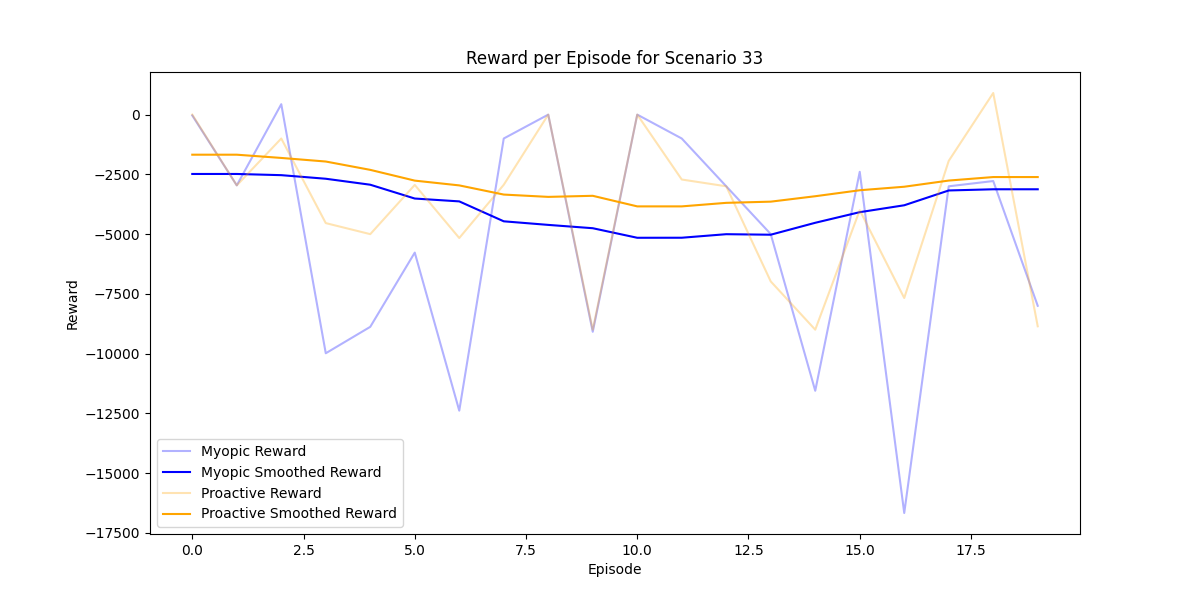 Reward per Episode for Scenario 33
Reward
0
−2500
−5000
−7500
−10000
−12500
−15000
−17500
Myopic Reward
Myopic Smoothed Reward
Proactive Reward
Proactive Smoothed Reward
0.0 2.5 5.0 7.5 10.0 12.5 15.0 17.5
Episode